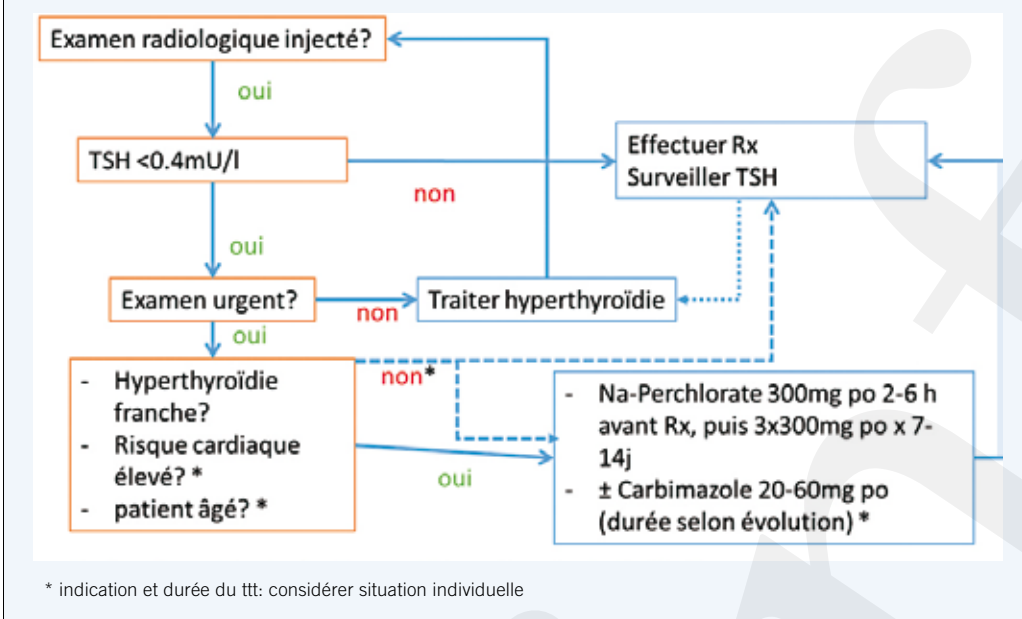 Examen radiologique injecté?
oui
TSH <0.4mU/l
non
Effectuer Rx
Surveiller TSH
oui
Examen urgent?
non
Traiter hyperthyroïdie
oui
- Hyperthyroïdie
franche?
- Risque cardiaque
élevé? *
- patient âgé? *
non*
oui
- Na-Perchlorate 300mg po 2-6 h
avant Rx, puis 3x300mg po x 7-
14j
- ± Carbimazole 20-60mg po
(durée selon évolution) *
* indication et durée du ttt: considérer situation individuelle